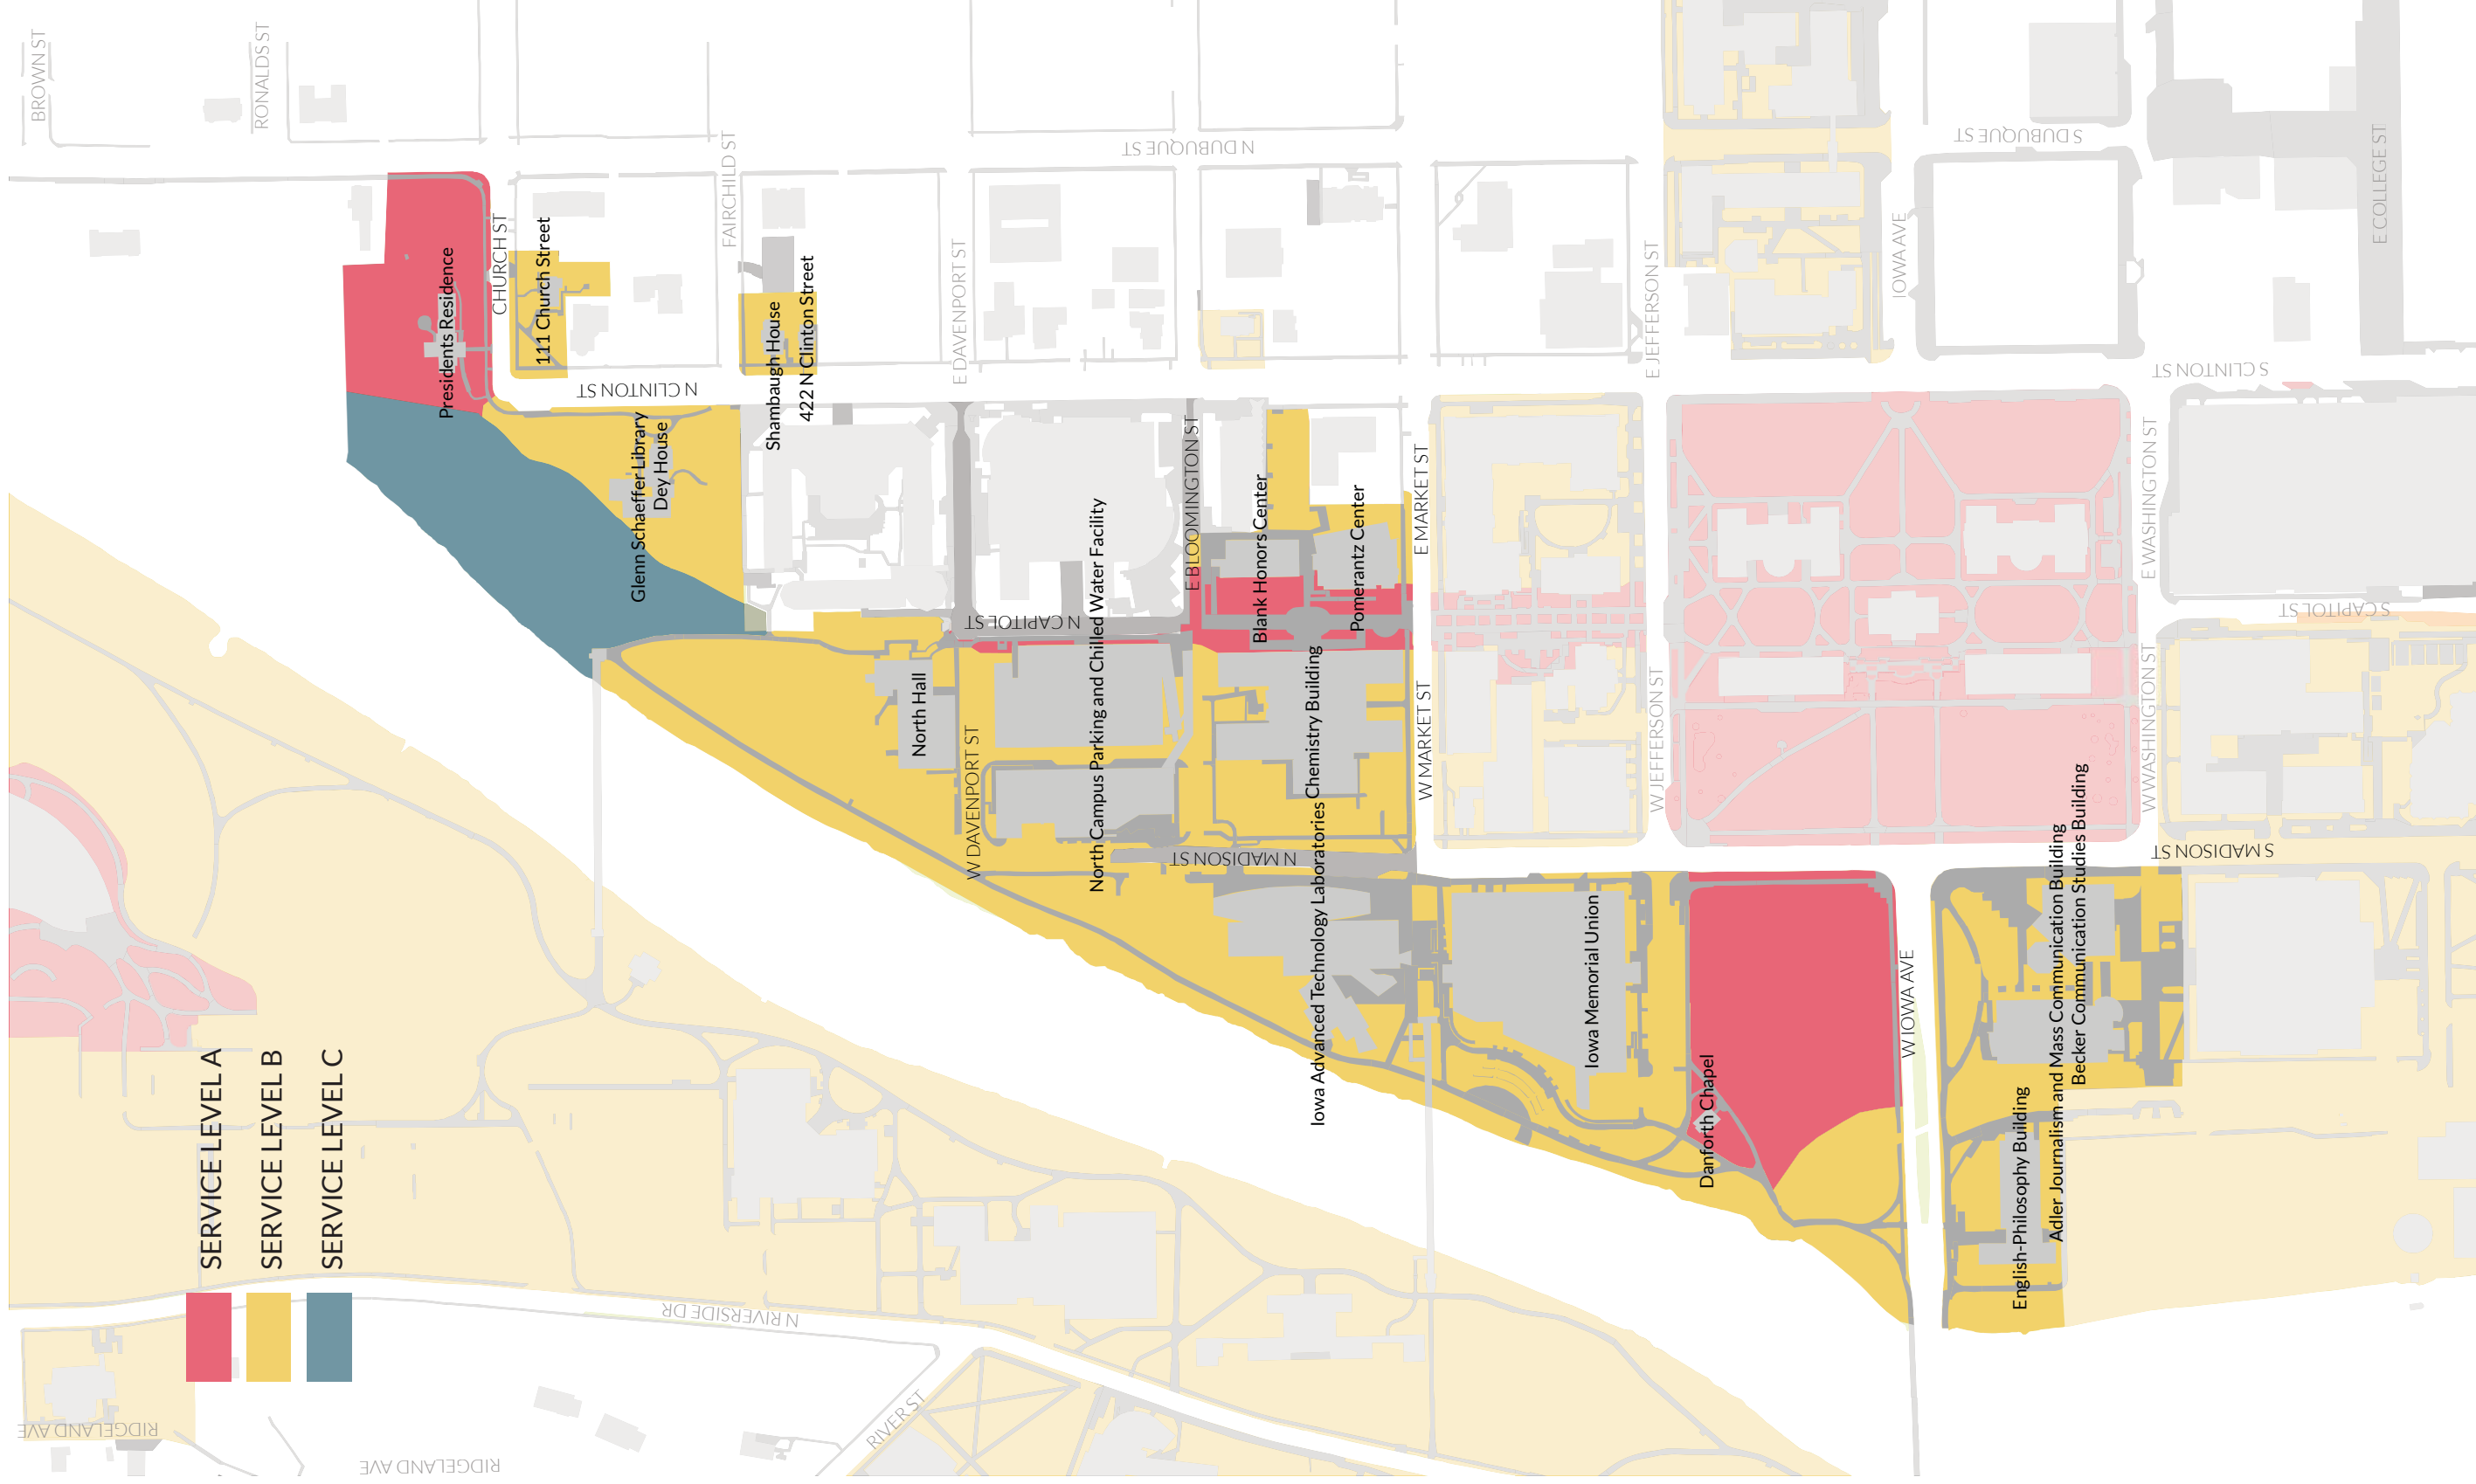 BROWN ST
RONALDS ST
CHURCH ST
FAIRCHILD ST
E DAVENPORT ST
N DUBUQUE ST
S DUBUQUE ST
E JEFFERSON ST
IOWA AVE
E COLLEGE ST
Presidents Residence
111 Church Street
Shambaugh House
422 N Clinton Street
N CLINTON ST
S CLINTON ST
Glenn Schaeffer Library
Dey House
E BLOOMINGTON ST
E MARKET ST
E WASHINGTON ST
Blank Honors Center
Pomerantz Center
N CAPITOL ST
S CAPITOL ST
North Hall
North Campus Parking and Chilled Water Facility
Chemistry Building
W DAVENPORT ST
W MARKET ST
W JEFFERSON ST
W WASHINGTON ST
N MADISON ST
S MADISON ST
Iowa Advanced Technology Laboratories
Iowa Memorial Union
Danforth Chapel
W IOWA AVE
English-Philosophy Building
Adler Journalism and Mass Communication Building
Becker Communication Studies Building
SERVICE LEVEL A
SERVICE LEVEL B
SERVICE LEVEL C
N RIVERSIDE DR
RIVER ST
RIDGELAND AVE
RIDGELAND AVE